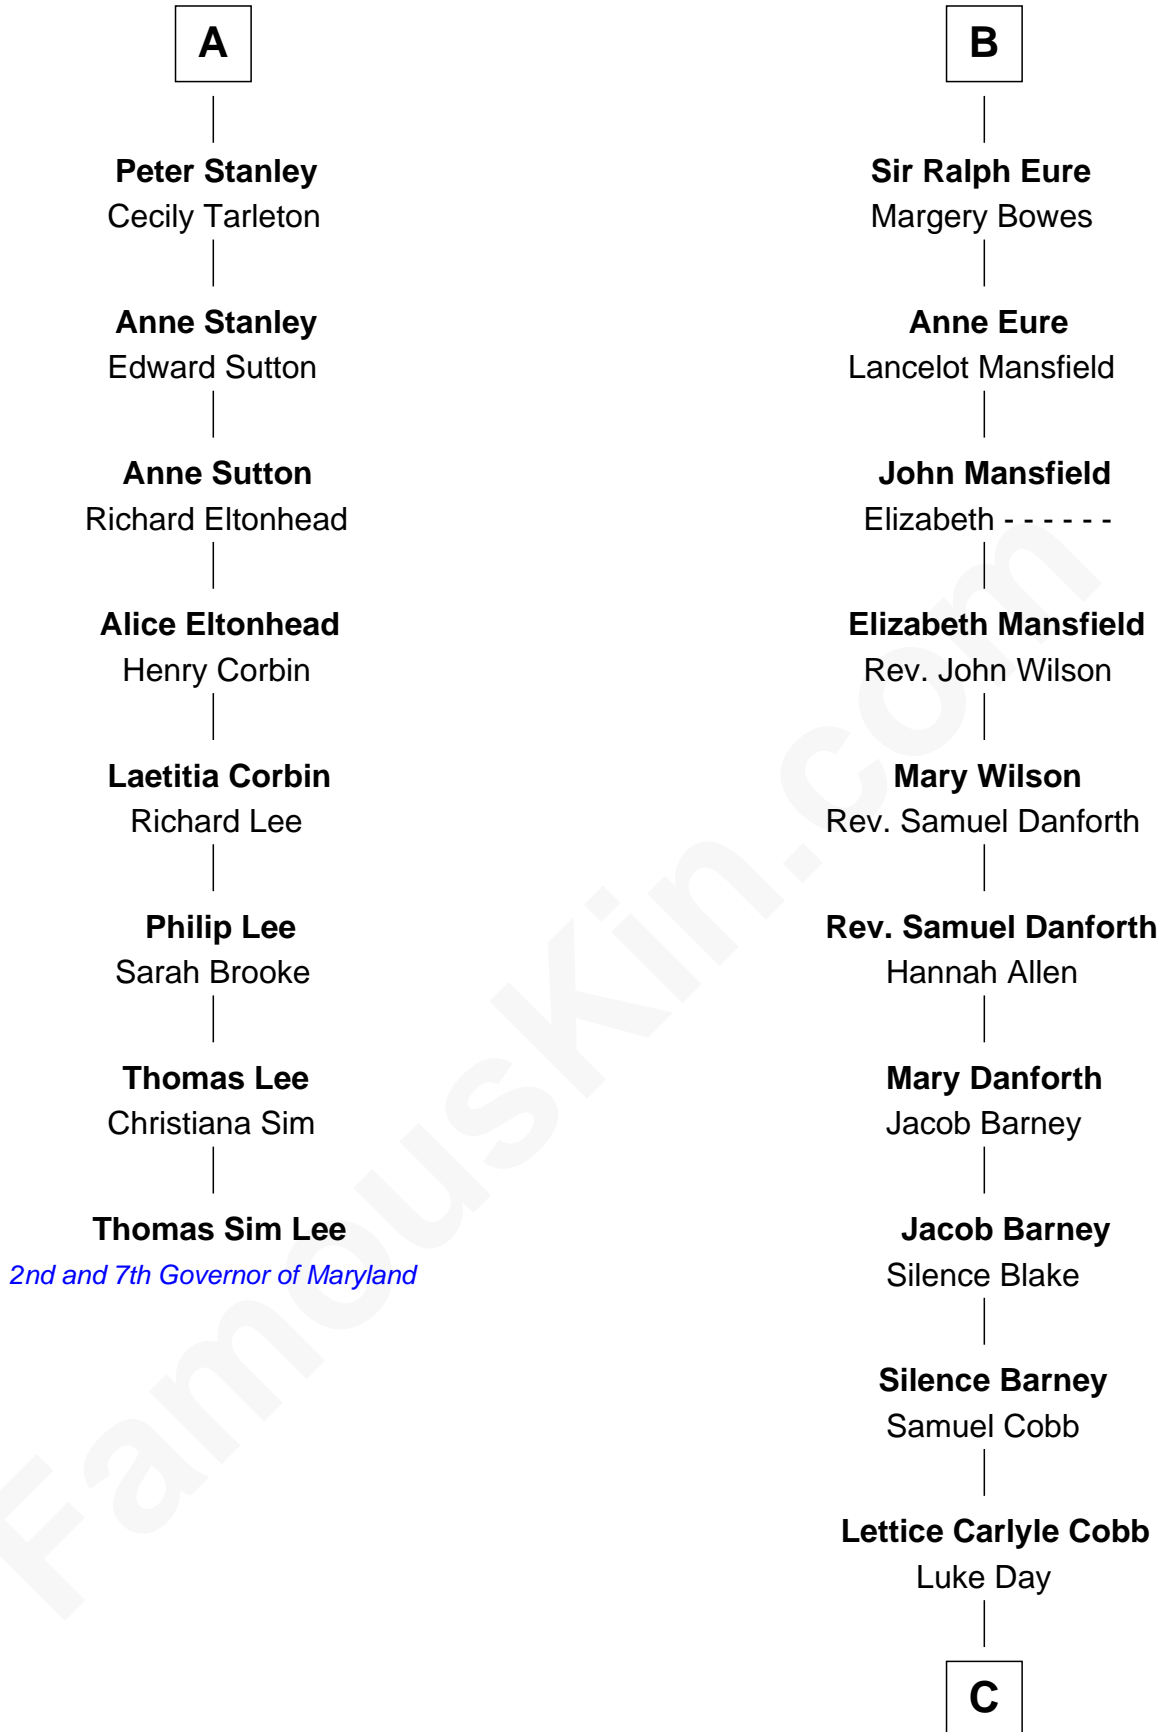 A
Peter Stanley
Cecily Tarleton
Anne Stanley
Edward Sutton
Anne Sutton
Richard Eltonhead
Alice Eltonhead
Henry Corbin
Laetitia Corbin
Richard Lee
Philip Lee
Sarah Brooke
Thomas Lee
Christiana Sim
Thomas Sim Lee
2nd and 7th Governor of Maryland
B
Sir Ralph Eure
Margery Bowes
Anne Eure
Lancelot Mansfield
John Mansfield
Elizabeth - - - - - -
Elizabeth Mansfield
Rev. John Wilson
Mary Wilson
Rev. Samuel Danforth
Rev. Samuel Danforth
Hannah Allen
Mary Danforth
Jacob Barney
Jacob Barney
Silence Blake
Silence Barney
Samuel Cobb
Lettice Carlyle Cobb
Luke Day
C
FamousKin.com